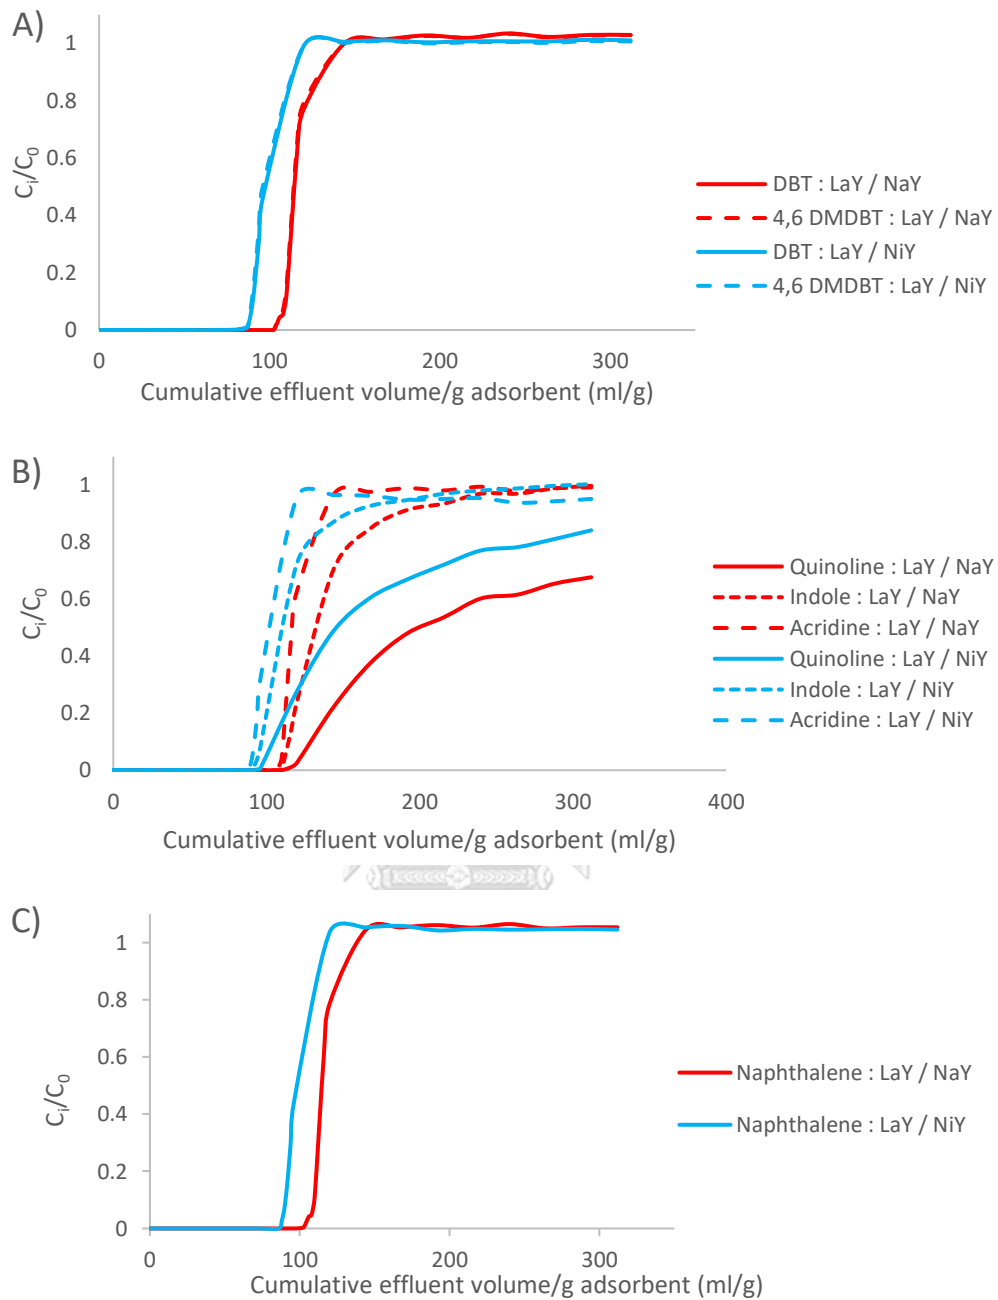 A)
1
0.8
0.6
0.4
0.2
0
Ci/C0
0 100 200 300
Cumulative effluent volume/g adsorbent (ml/g)
DBT : LaY / NaY
4,6 DMDBT : LaY / NaY
DBT : LaY / NiY
4,6 DMDBT : LaY / NiY
B)
1
0.8
0.6
0.4
0.2
0
Ci/C0
0 100 200 300 400
Cumulative effluent volume/g adsorbent (ml/g)
Quinoline : LaY / NaY
Indole : LaY / NaY
Acridine : LaY / NaY
Quinoline : LaY / NiY
Indole : LaY / NiY
Acridine : LaY / NiY
C)
1
0.8
0.6
0.4
0.2
0
Ci/C0
0 100 200 300
Cumulative effluent volume/g adsorbent (ml/g)
Naphthalene : LaY / NaY
Naphthalene : LaY / NiY